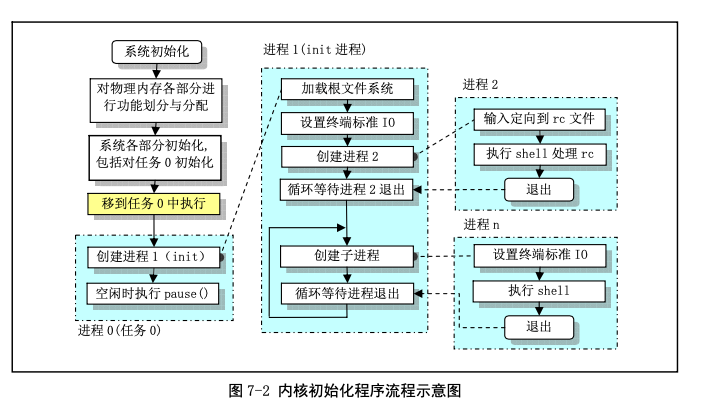 系统初始化
对物理内存各部分进
行功能划分与分配
系统各部分初始化,
包括对任务 0 初始化
移到任务 0 中执行
创建进程 1（init）
空闲时执行 pause()
进程 0(任务 0)
进程 1(init 进程)
加载根文件系统
设置终端标准 IO
创建进程 2
循环等待进程 2 退出
创建子进程
循环等待进程退出
进程 2
输入定向到 rc 文件
执行 shell 处理 rc
退出
进程 n
设置终端标准 IO
执行 shell
退出
图 7-2 内核初始化程序流程示意图